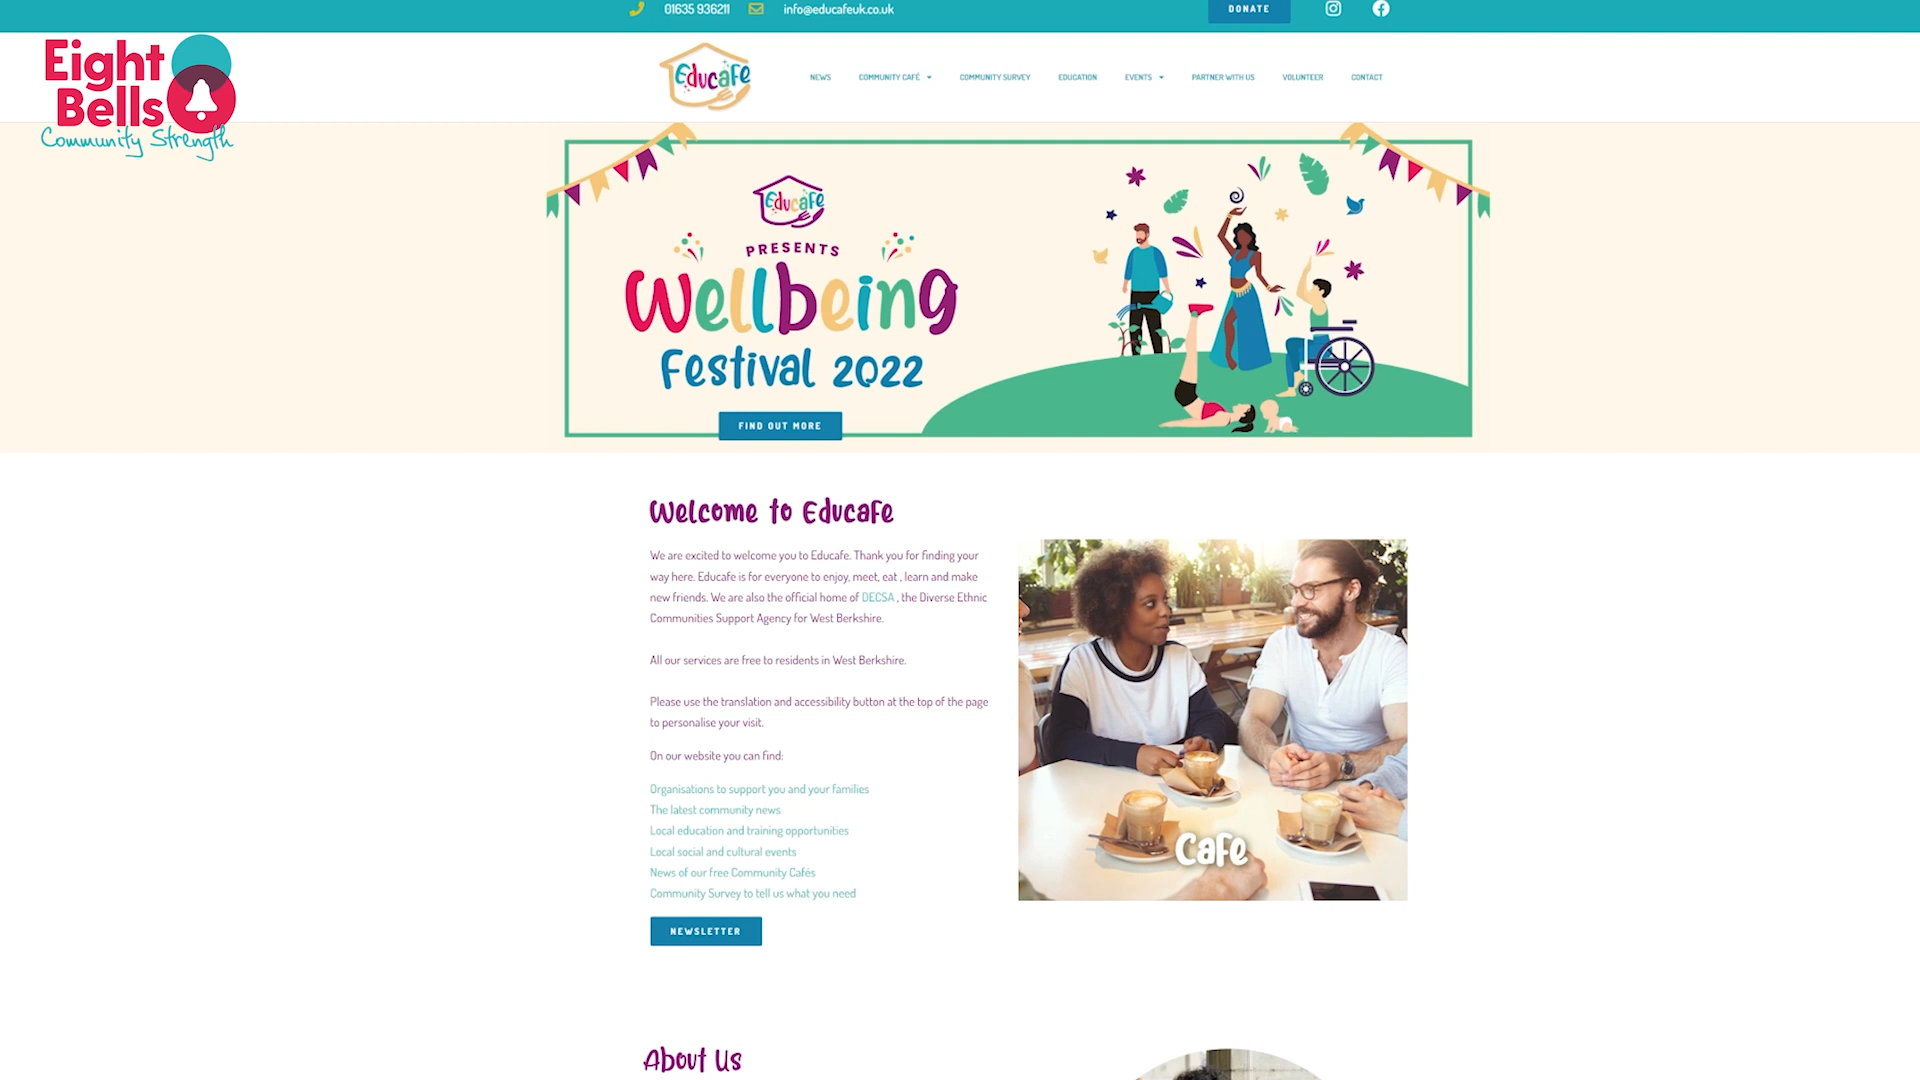 01635 936211
info@educafeuk.co.uk
DONATE
Eight
Bells
Community Strength
Educafe
NEWS
COMMUNITY CAFÉ
COMMUNITY SURVEY
EDUCATION
EVENTS
PARTNER WITH US
VOLUNTEER
CONTACT
Educafe
PRESENTS
Wellbeing
Festival 2022
FIND OUT MORE
Welcome to Educafe
We are excited to welcome you to Educafe. Thank you for finding your
way here. Educafe is for everyone to enjoy, meet, eat , learn and make
new friends. We are also the official home of DECSA , the Diverse Ethnic
Communities Support Agency for West Berkshire.
All our services are free to residents in West Berkshire.
Please use the translation and accessibility button at the top of the page
to personalise your visit.
On our website you can find:
Organisations to support you and your families
The latest community news
Local education and training opportunities
Local social and cultural events
News of our free Community Cafés
Community Survey to tell us what you need
NEWSLETTER
Cafe
About Us